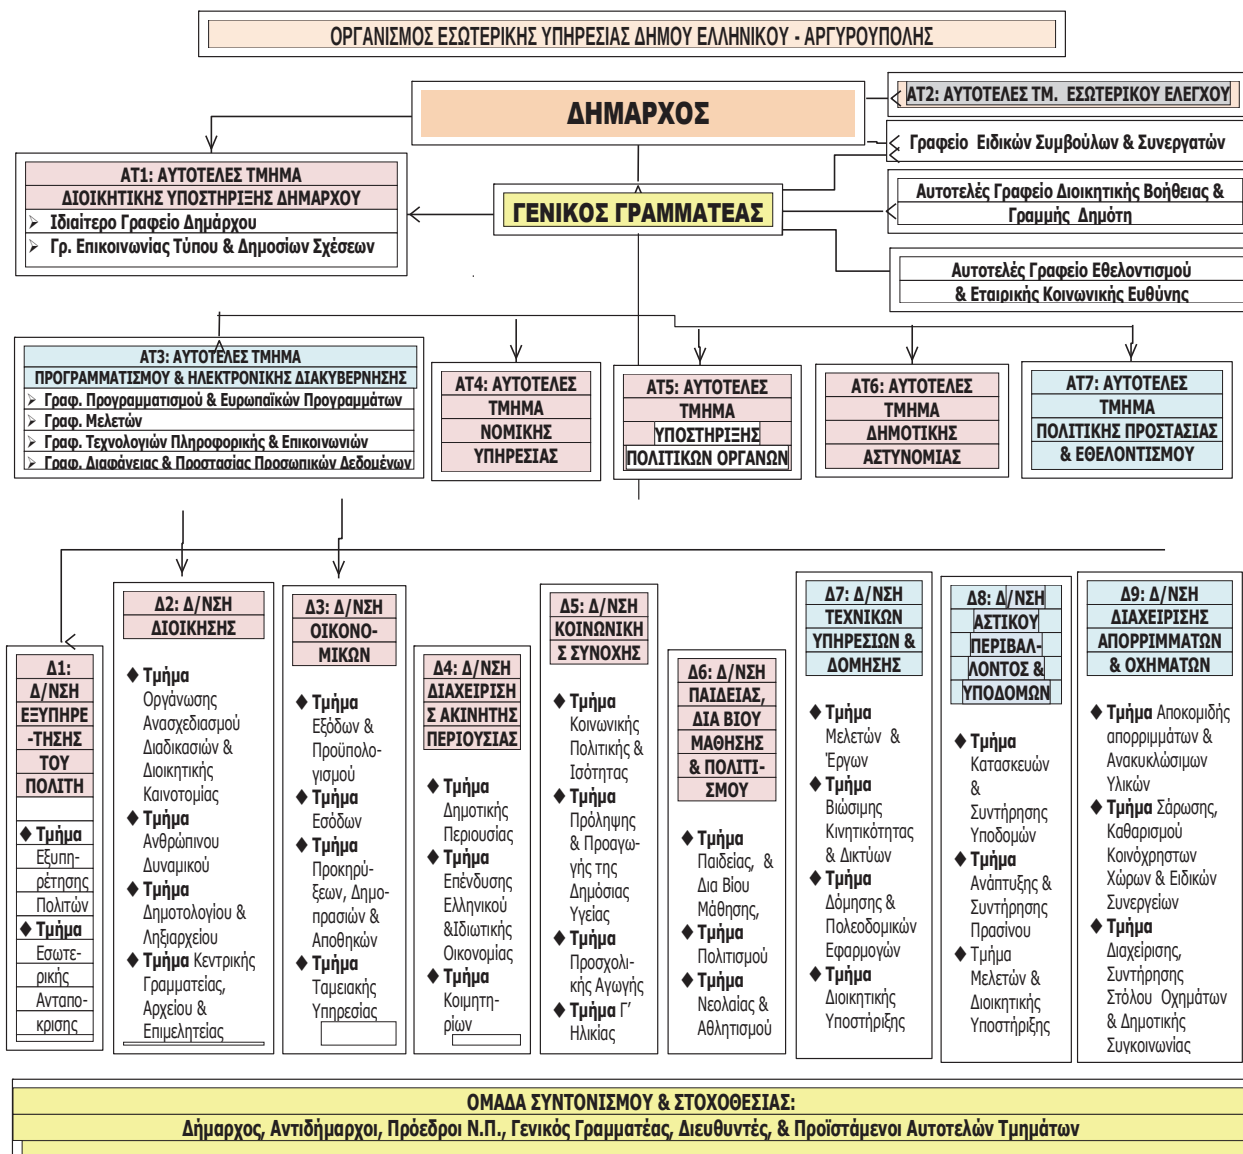 ΟΡΓΑΝΙΣΜΟΣ ΕΣΩΤΕΡΙΚΗΣ ΥΠΗΡΕΣΙΑΣ ΔΗΜΟΥ ΕΛΛΗΝΙΚΟΥ - ΑΡΓΥΡΟΥΠΟΛΗΣ
ΔΗΜΑΡΧΟΣ
ΑΤ2: ΑΥΤΟΤΕΛΕΣ ΤΜ. ΕΣΩΤΕΡΙΚΟΥ ΕΛΕΓΧΟΥ
Γραφείο Ειδικών Συμβούλων & Συνεργατών
ΑΤ1: ΑΥΤΟΤΕΛΕΣ ΤΜΗΜΑ
ΔΙΟΙΚΗΤΙΚΗΣ ΥΠΟΣΤΗΡΙΞΗΣ ΔΗΜΑΡΧΟΥ
➢ Ιδιαίτερο Γραφείο Δημάρχου
➢ Γρ. Επικοινωνίας Τύπου & Δημοσίων Σχέσεων
ΓΕΝΙΚΟΣ ΓΡΑΜΜΑΤΕΑΣ
Αυτοτελές Γραφείο Διοικητικής Βοήθειας &
Γραμμής Δημότη
Αυτοτελές Γραφείο Εθελοντισμού
& Εταιρικής Κοινωνικής Ευθύνης
ΑΤ3: ΑΥΤΟΤΕΛΕΣ ΤΜΗΜΑ
ΠΡΟΓΡΑΜΜΑΤΙΣΜΟΥ & ΗΛΕΚΤΡΟΝΙΚΗΣ ΔΙΑΚΥΒΕΡΝΗΣΗΣ
➢ Γραφ. Προγραμματισμού & Ευρωπαϊκών Προγραμμάτων
➢ Γραφ. Μελετών
➢ Γραφ. Τεχνολογιών Πληροφορικής & Επικοινωνιών
➢ Γραφ. Διαφάνειας & Προστασίας Προσωπικών Δεδομένων
ΑΤ4: ΑΥΤΟΤΕΛΕΣ
ΤΜΗΜΑ
ΝΟΜΙΚΗΣ
ΥΠΗΡΕΣΙΑΣ
ΑΤ5: ΑΥΤΟΤΕΛΕΣ
ΤΜΗΜΑ
ΥΠΟΣΤΗΡΙΞΗΣ
ΠΟΛΙΤΙΚΩΝ ΟΡΓΑΝΩΝ
ΑΤ6: ΑΥΤΟΤΕΛΕΣ
ΤΜΗΜΑ
ΔΗΜΟΤΙΚΗΣ
ΑΣΤΥΝΟΜΙΑΣ
ΑΤ7: ΑΥΤΟΤΕΛΕΣ
ΤΜΗΜΑ
ΠΟΛΙΤΙΚΗΣ ΠΡΟΣΤΑΣΙΑΣ
& ΕΘΕΛΟΝΤΙΣΜΟΥ
Δ1:
Δ/ΝΣΗ
ΕΞΥΠΗΡΕ
-ΤΗΣΗΣ
ΤΟΥ
ΠΟΛΙΤΗ
♦ Τμήμα
Εξυπη-
ρέτησης
Πολιτών
♦ Τμήμα
Εσωτε-
ρικής
Ανταπο-
κρισης
Δ2: Δ/ΝΣΗ
ΔΙΟΙΚΗΣΗΣ
♦ Τμήμα
Οργάνωσης
Ανασχεδιασμού
Διαδικασιών &
Διοικητικής
Καινοτομίας
♦ Τμήμα
Ανθρώπινου
Δυναμικού
♦ Τμήμα
Δημοτολογίου &
Ληξιαρχείου
♦ Τμήμα Κεντρικής
Γραμματείας,
Αρχείου &
Επιμελητείας
Δ3: Δ/ΝΣΗ
ΟΙΚΟΝΟ-
ΜΙΚΩΝ
♦ Τμήμα
Εξόδων &
Προϋπολο-
γισμού
♦ Τμήμα
Εσόδων
♦ Τμήμα
Προκηρύ-
ξεων, Δημο-
πρασιών &
Αποθηκών
♦ Τμήμα
Ταμειακής
Υπηρεσίας
Δ4: Δ/ΝΣΗ
ΔΙΑΧΕΙΡΙΣΗ
Σ ΑΚΙΝΗΤΗΣ
ΠΕΡΙΟΥΣΙΑΣ
♦ Τμήμα
Δημοτικής
Περιουσίας
♦ Τμήμα
Επένδυσης
Ελληνικού
&Ιδιωτικής
Οικονομίας
♦ Τμήμα
Κοιμητη-
ρίων
Δ5: Δ/ΝΣΗ
ΚΟΙΝΩΝΙΚΗ
Σ ΣΥΝΟΧΗΣ
♦ Τμήμα
Κοινωνικής
Πολιτικής &
Ισότητας
♦ Τμήμα
Πρόληψης
& Προαγω-
γής της
Δημόσιας
Υγείας
♦ Τμήμα
Προσχολι-
κής Αγωγής
♦ Τμήμα Γ’
Ηλικίας
Δ6: Δ/ΝΣΗ
ΠΑΙΔΕΙΑΣ,
ΔΙΑ ΒΙΟΥ
ΜΑΘΗΣΗΣ
& ΠΟΛΙΤΙ-
ΣΜΟΥ
♦ Τμήμα
Παιδείας, &
Δια Βίου
Μάθησης,
♦ Τμήμα
Πολιτισμού
♦ Τμήμα
Νεολαίας &
Αθλητισμού
Δ7: Δ/ΝΣΗ
ΤΕΧΝΙΚΩΝ
ΥΠΗΡΕΣΙΩΝ &
ΔΟΜΗΣΗΣ
♦ Τμήμα
Μελετών &
Έργων
♦ Τμήμα
Βιώσιμης
Κινητικότητας
& Δικτύων
♦ Τμήμα
Δόμησης &
Πολεοδομικών
Εφαρμογών
♦ Τμήμα
Διοικητικής
Υποστήριξης
Δ8: Δ/ΝΣΗ
ΑΣΤΙΚΟΥ
ΠΕΡΙΒΑΛ-
ΛΟΝΤΟΣ &
ΥΠΟΔΟΜΩΝ
♦ Τμήμα
Κατασκευών
&
Συντήρησης
Υποδομών
♦ Τμήμα
Ανάπτυξης &
Συντήρησης
Πρασίνου
♦ Τμήμα
Μελετών &
Διοικητικής
Υποστήριξης
Δ9: Δ/ΝΣΗ
ΔΙΑΧΕΙΡΙΣΗΣ
ΑΠΟΡΡΙΜΜΑΤΩΝ
& ΟΧΗΜΑΤΩΝ
♦ Τμήμα Αποκομιδής
απορριμμάτων &
Ανακυκλώσιμων
Υλικών
♦ Τμήμα Σάρωσης,
Καθαρισμού
Κοινόχρηστων
Χώρων & Ειδικών
Συνεργείων
♦ Τμήμα
Διαχείρισης,
Συντήρησης
Στόλου Οχημάτων
& Δημοτικής
Συγκοινωνίας
ΟΜΑΔΑ ΣΥΝΤΟΝΙΣΜΟΥ & ΣΤΟΧΟΘΕΣΙΑΣ:
Δήμαρχος, Αντιδήμαρχοι, Πρόεδροι Ν.Π., Γενικός Γραμματέας, Διευθυντές, & Προϊστάμενοι Αυτοτελών Τμημάτων